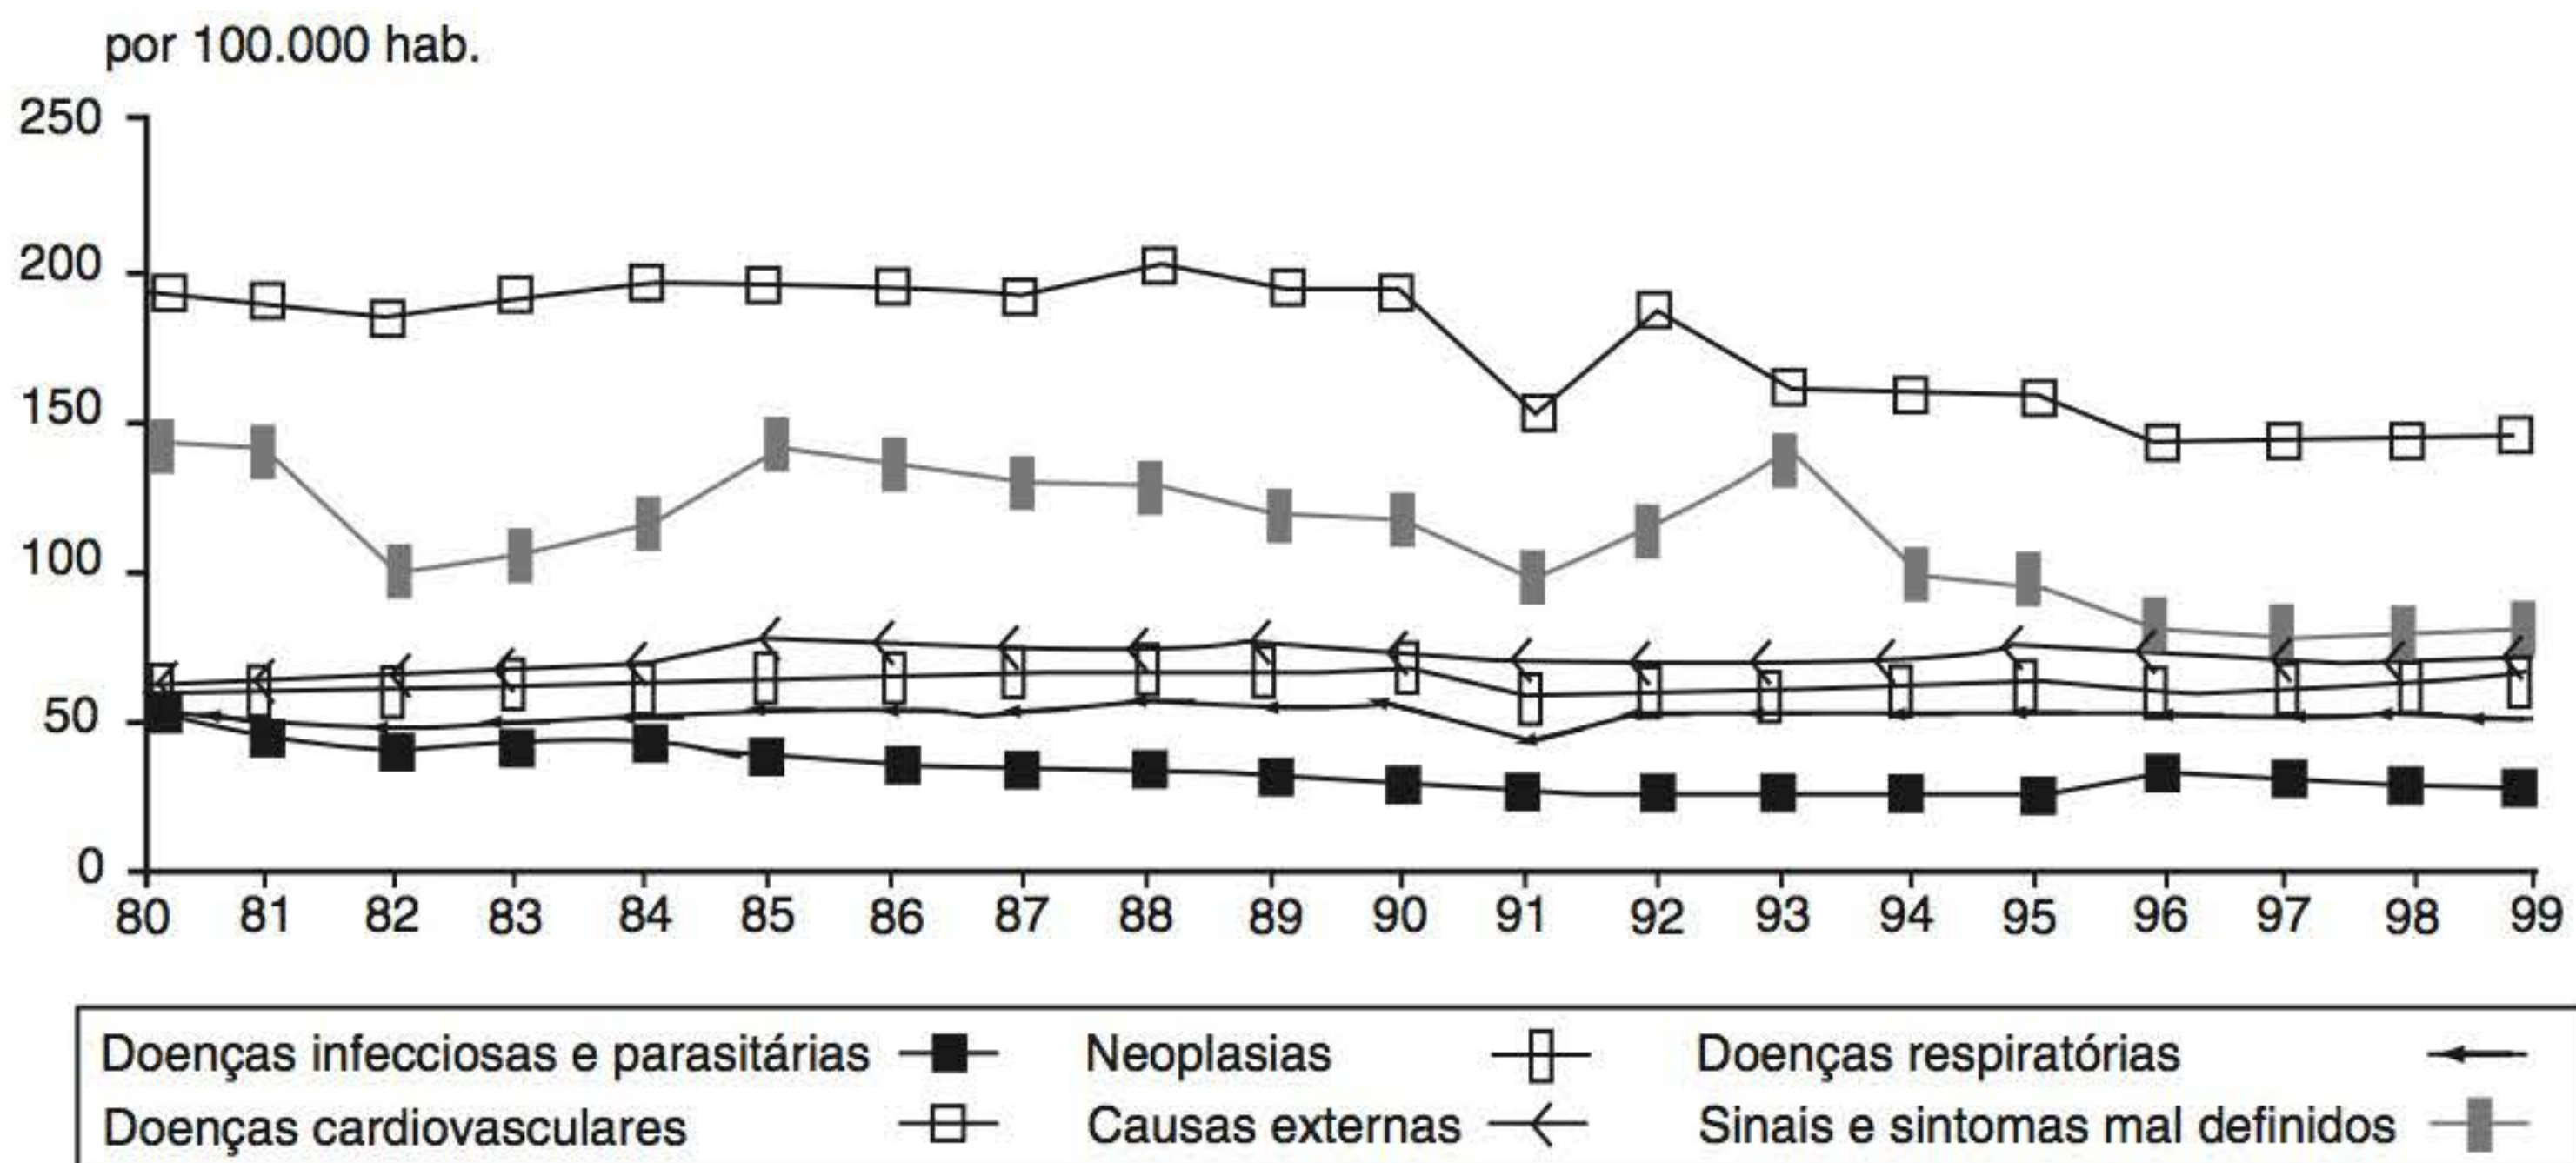 por 100.000 hab.
250
200
150
100
50
0
80 81 82 83 84 85 86 87 88 89 90 91 92 93 94 95 96 97 98 99
Doenças infecciosas e parasitárias Neoplasias Doenças respiratórias
Doenças cardiovasculares Causas externas Sinais e sintomas mal definidos